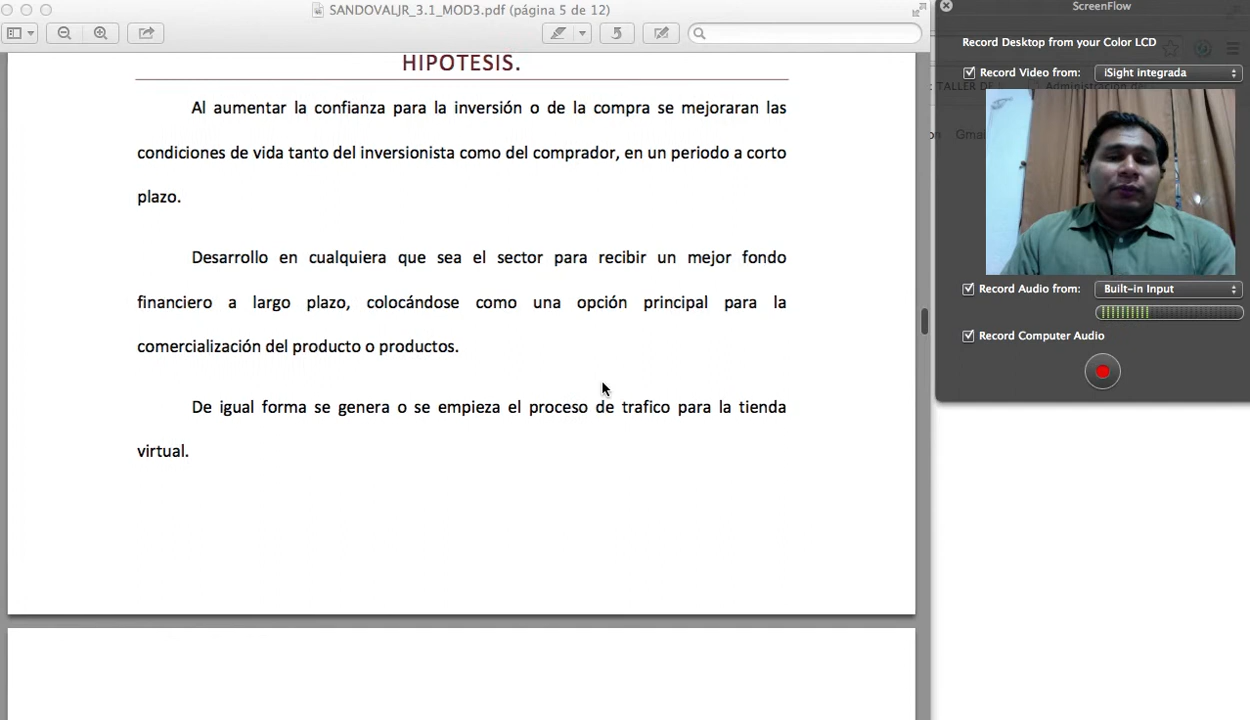 SANDOVALJR_3.1_MOD3.pdf (página 5 de 12)
HIPOTESIS.
Al aumentar la confianza para la inversión o de la compra se mejoraran las
condiciones de vida tanto del inversionista como del comprador, en un periodo a corto
plazo.
Desarrollo en cualquiera que sea el sector para recibir un mejor fondo
financiero a largo plazo, colocándose como una opción principal para la
comercialización del producto o productos.
De igual forma se genera o se empieza el proceso de trafico para la tienda
virtual.
ScreenFlow
Record Desktop from your Color LCD
Record Video from: iSight integrada
TALLER DE
Administración de
Gma
Record Audio from: Built-in Input
Record Computer Audio